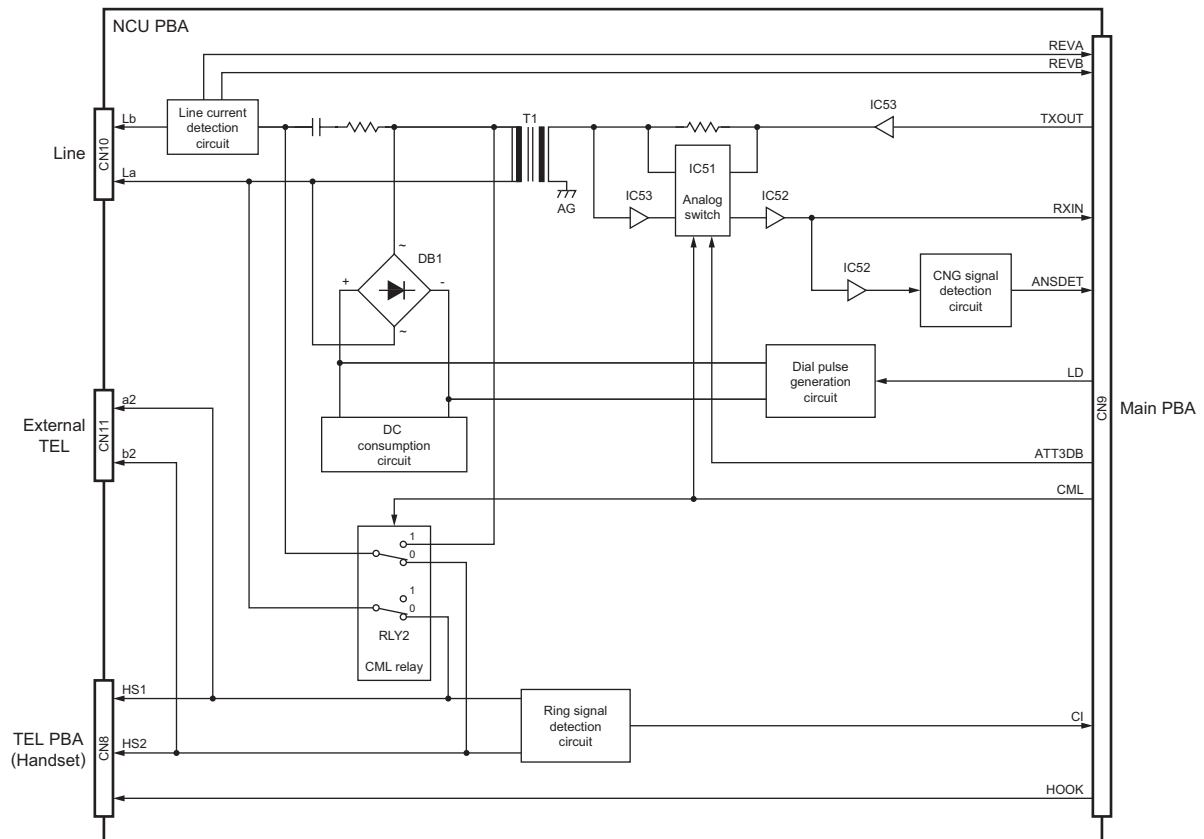 NCU PBA
REVA
REVB
Line current
detection
circuit
Lb
T1
IC53
TXOUT
Line
CN10
La
AG
IC51
Analog
switch
IC53
IC52
RXIN
~
DB1
+
-
~
IC52
CNG signal
detection
circuit
ANSDET
Dial pulse
generation
circuit
LD
External
TEL
CN11
a2
b2
DC
consumption
circuit
CN9
Main PBA
ATT3DB
CML
1
0
1
0
RLY2
CML relay
TEL PBA
(Handset)
CN8
HS1
HS2
Ring signal
detection
circuit
CI
HOOK